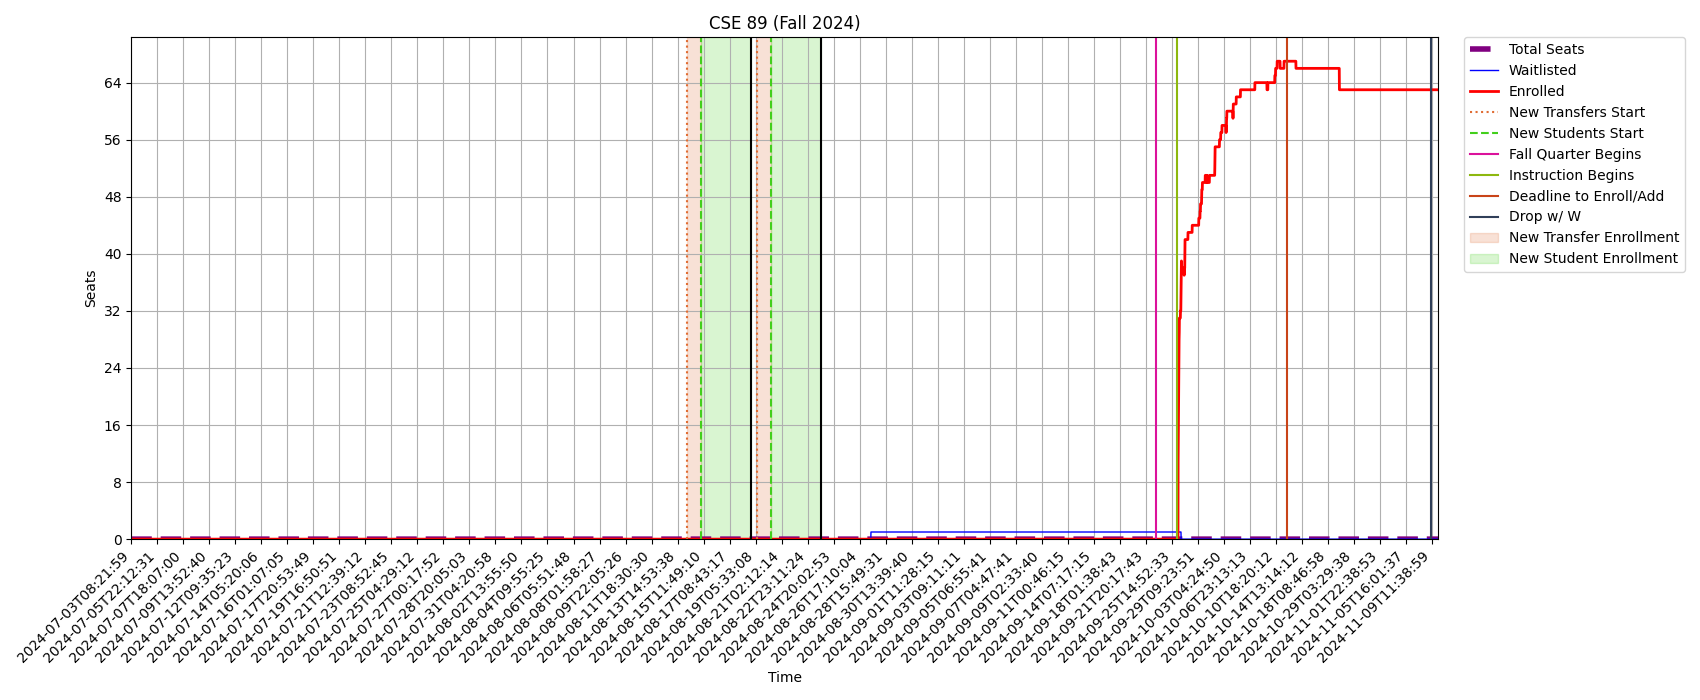 CSE 89 (Fall 2024)
Total Seats
Waitlisted
Enrolled
New Transfers Start
New Students Start
Fall Quarter Begins
Instruction Begins
Deadline to Enroll/Add
Drop w/ W
New Transfer Enrollment
New Student Enrollment
Seats
64
56
48
40
32
24
16
8
0
2024-07-03T08:21:59
2024-07-05T22:12:31
2024-07-07T18:07:00
2024-07-09T13:52:40
2024-07-12T09:35:23
2024-07-14T05:20:06
2024-07-16T01:07:05
2024-07-17T20:53:49
2024-07-19T16:50:51
2024-07-21T12:39:12
2024-07-23T08:52:45
2024-07-25T04:29:12
2024-07-27T00:17:52
2024-07-28T20:05:03
2024-07-31T04:20:58
2024-08-02T13:55:50
2024-08-04T09:55:25
2024-08-06T05:51:48
2024-08-08T01:58:27
2024-08-09T22:05:26
2024-08-11T18:30:30
2024-08-13T14:53:38
2024-08-15T11:49:10
2024-08-17T08:43:17
2024-08-19T05:33:08
2024-08-21T02:12:14
2024-08-22T23:11:24
2024-08-24T20:02:53
2024-08-26T17:10:04
2024-08-28T15:49:31
2024-08-30T13:39:40
2024-09-01T11:28:15
2024-09-03T09:11:11
2024-09-05T06:55:41
2024-09-07T04:47:41
2024-09-09T02:33:40
2024-09-11T00:46:15
2024-09-14T07:17:15
2024-09-18T01:38:43
2024-09-21T20:17:43
2024-09-25T14:52:33
2024-09-29T09:23:51
2024-10-03T04:24:50
2024-10-06T23:13:13
2024-10-10T18:20:12
2024-10-14T13:14:12
2024-10-18T08:46:58
2024-10-29T03:29:38
2024-11-01T22:38:53
2024-11-05T16:01:37
2024-11-09T11:38:59
Time